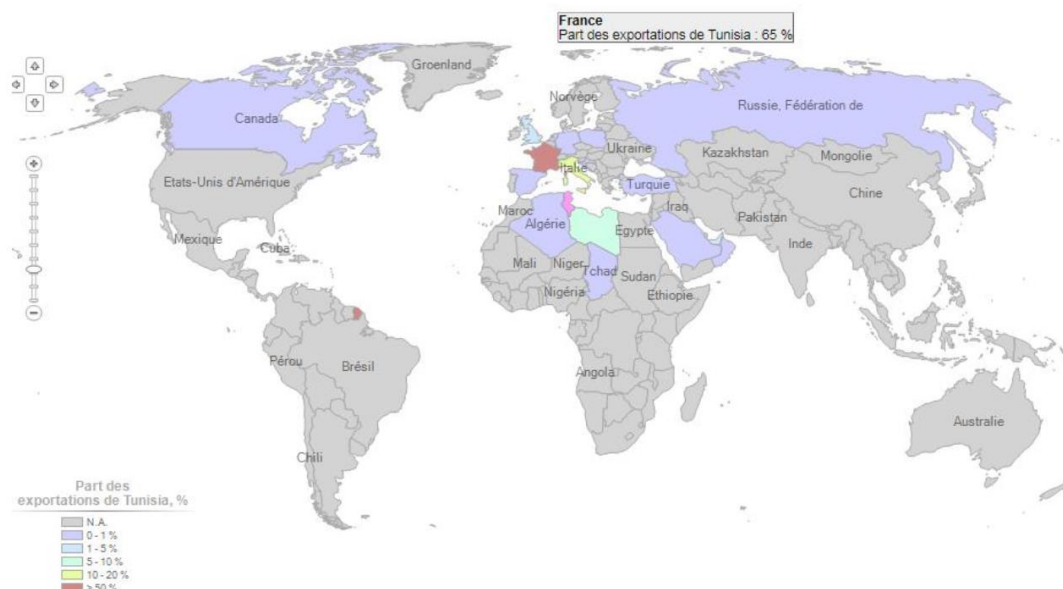 France
Part des exportations de Tunisia : 65 %
Groenland
Norvège
Russie, Fédération de
Canada
Ukraine
Kazakhstan
Mongolie
Italie
Etats-Unis d'Amérique
Turquie
Chine
Maroc
Algérie
Iraq
Pakistan
Egypte
Mexique
Cuba
Inde
Mali
Niger
Tchad
Soudan
Nigéria
Ethiopie
Pérou
Brésil
Angola
Australie
Chili
Part des
exportations de Tunisia, %
N.A.
0 - 1 %
1 - 5 %
5 - 10 %
10 - 20 %
> 50 %